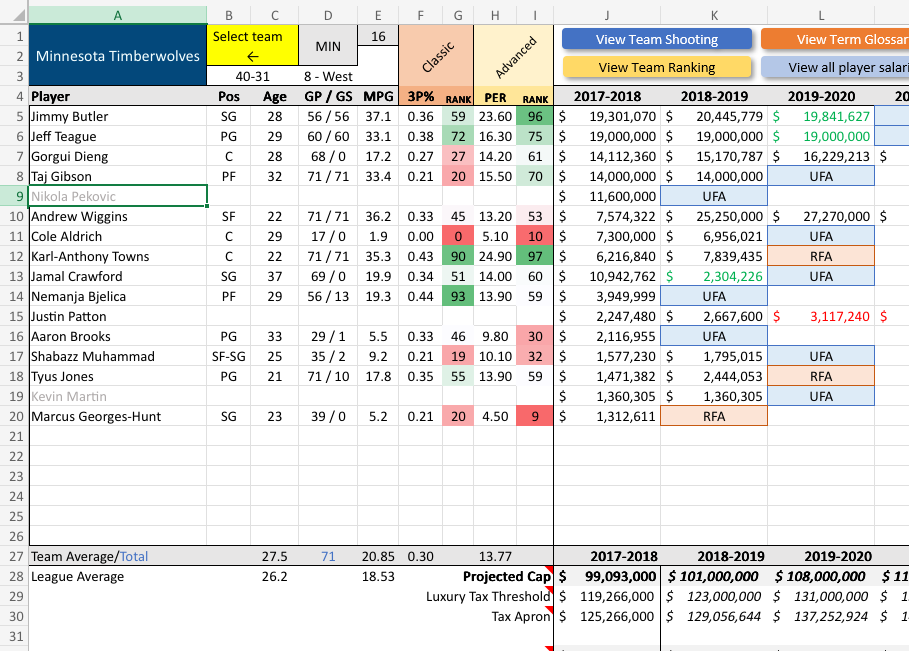 A B C D E F G H I J K L
1 Select team 16 View Team Shooting View Term Glossar
2 Minnesota Timberwolves ← MIN Classic Advanced
3 40-31 8 - West View Team Ranking View all player salari
4 Player Pos Age GP / GS MPG 3P% RANK PER RANK 2017-2018 2018-2019 2019-2020 20
5 Jimmy Butler SG 28 56 / 56 37.1 0.36 59 23.60 96 $ 19,301,070 $ 20,445,779 $ 19,841,627
6 Jeff Teague PG 29 60 / 60 33.1 0.38 72 16.30 75 $ 19,000,000 $ 19,000,000 $ 19,000,000
7 Gorgui Dieng C 28 68 / 0 17.2 0.27 27 14.20 61 $ 14,112,360 $ 15,170,787 $ 16,229,213 $
8 Taj Gibson PF 32 71 / 71 33.4 0.21 20 15.50 70 $ 14,000,000 $ 14,000,000 UFA
9 Nikola Pekovic $ 11,600,000 UFA
10 Andrew Wiggins SF 22 71 / 71 36.2 0.33 45 13.20 53 $ 7,574,322 $ 25,250,000 $ 27,270,000 $
11 Cole Aldrich C 29 17 / 0 1.9 0.00 0 5.10 10 $ 7,300,000 $ 6,956,021 UFA
12 Karl-Anthony Towns C 22 71 / 71 35.3 0.43 90 24.90 97 $ 6,216,840 $ 7,839,435 RFA
13 Jamal Crawford SG 37 69 / 0 19.9 0.34 51 14.00 60 $ 10,942,762 $ 2,304,226 UFA
14 Nemanja Bjelica PF 29 56 / 13 19.3 0.44 93 13.90 59 $ 3,949,999 UFA
15 Justin Patton $ 2,247,480 $ 2,667,600 $ 3,117,240 $
16 Aaron Brooks PG 33 29 / 1 5.5 0.33 46 9.80 30 $ 2,116,955 UFA
17 Shabazz Muhammad SF-SG 25 35 / 2 9.2 0.21 19 10.10 32 $ 1,577,230 $ 1,795,015 UFA
18 Tyus Jones PG 21 71 / 10 17.8 0.35 55 13.90 59 $ 1,471,382 $ 2,444,053 RFA
19 Kevin Martin $ 1,360,305 $ 1,360,305 UFA
20 Marcus Georges-Hunt SG 23 39 / 0 5.2 0.21 20 4.50 9 $ 1,312,611 RFA
21
22
23
24
25
26
27 Team Average/Total 27.5 71 20.85 0.30 13.77 2017-2018 2018-2019 2019-2020
28 League Average 26.2 18.53 Projected Cap $ 99,093,000 $ 101,000,000 $ 108,000,000 $ 11
29 Luxury Tax Threshold $ 119,266,000 $ 123,000,000 $ 131,000,000 $
30 Tax Apron $ 125,266,000 $ 129,056,644 $ 137,252,924 $
31